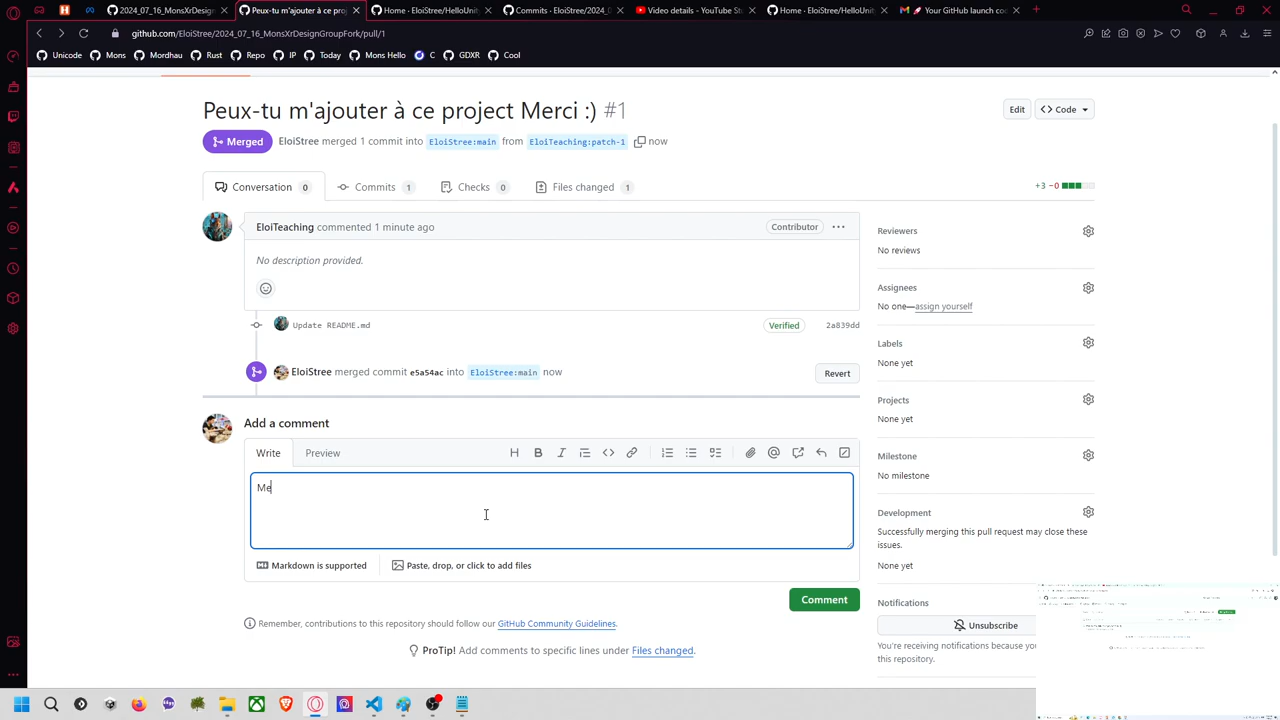 2024_07_16_MonsXrDesign
Peux-tu m'ajouter à ce proj
Home - EloiStree/HelloUnit
Commits - EloiStree/2024_0
Video details - YouTube Stu
Home - EloiStree/HelloUnit
🚀 Your GitHub launch coo
github.com/EloiStree/2024_07_16_MonsXrDesignGroupFork/pull/1
Unicode Mons Mordhau Rust Repo IP Today Mons Hello C GDXR Cool
Peux-tu m'ajouter à ce project Merci :) #1
Edit
Code
Merged
EloiStree merged 1 commit into EloiStree:main from EloiTeaching:patch-1 now
Conversation 0
Commits 1
Checks 0
Files changed 1
+3 −0
EloiTeaching commented 1 minute ago
Contributor
No description provided.
Update README.md
Verified
2a839dd
EloiStree merged commit e5a54ac into EloiStree:main now
Revert
Reviewers
No reviews
Assignees
No one—assign yourself
Labels
None yet
Projects
None yet
Milestone
No milestone
Development
Successfully merging this pull request may close these
issues.
None yet
Notifications
Unsubscribe
You're receiving notifications because you
this repository.
Add a comment
Write
Preview
Me
Markdown is supported
Paste, drop, or click to add files
Comment
Remember, contributions to this repository should follow our GitHub Community Guidelines.
ProTip! Add comments to specific lines under Files changed.